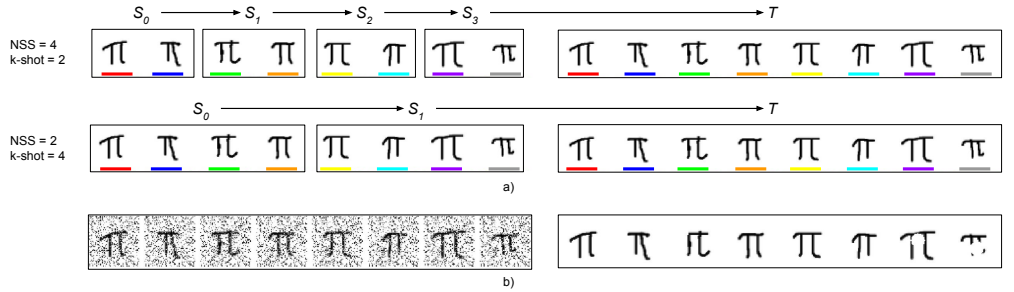 S0 S1 S2 S3 T
NSS = 4
k-shot = 2
π π π π π π π π π π π π π π π π
S0 S1 T
NSS = 2
k-shot = 4
π π π π π π π π π π π π π π π π
a)
π π π π π π π π π π π π π π π π
b)